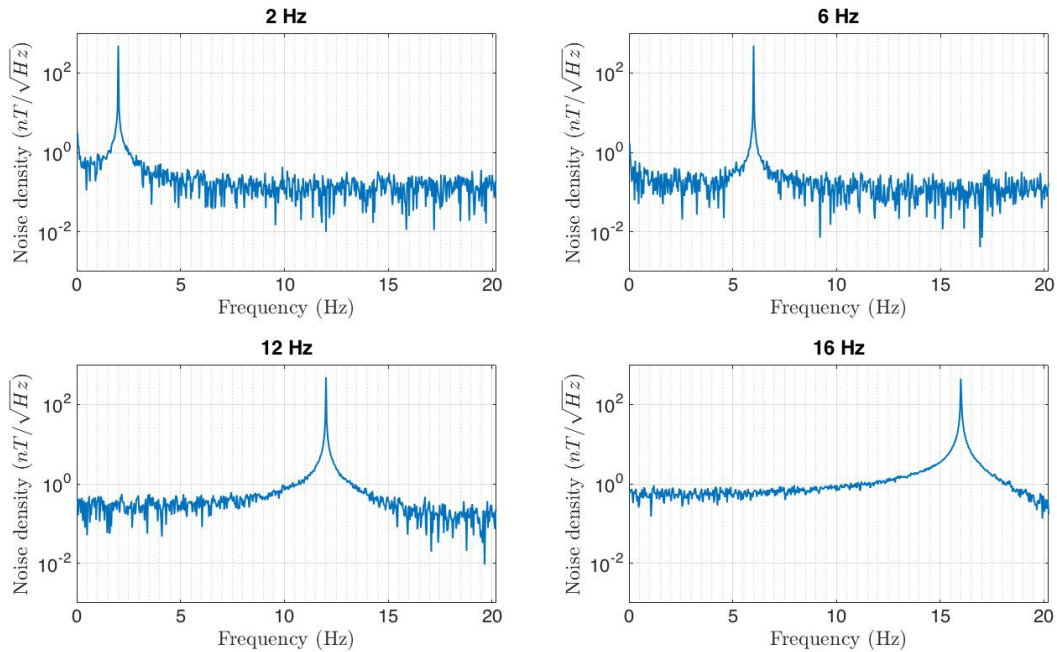 2 Hz
Noise density (nT/√Hz)
10^2
10^0
10^-2
0 5 10 15 20
Frequency (Hz)
6 Hz
Noise density (nT/√Hz)
10^2
10^0
10^-2
0 5 10 15 20
Frequency (Hz)
12 Hz
Noise density (nT/√Hz)
10^2
10^0
10^-2
0 5 10 15 20
Frequency (Hz)
16 Hz
Noise density (nT/√Hz)
10^2
10^0
10^-2
0 5 10 15 20
Frequency (Hz)